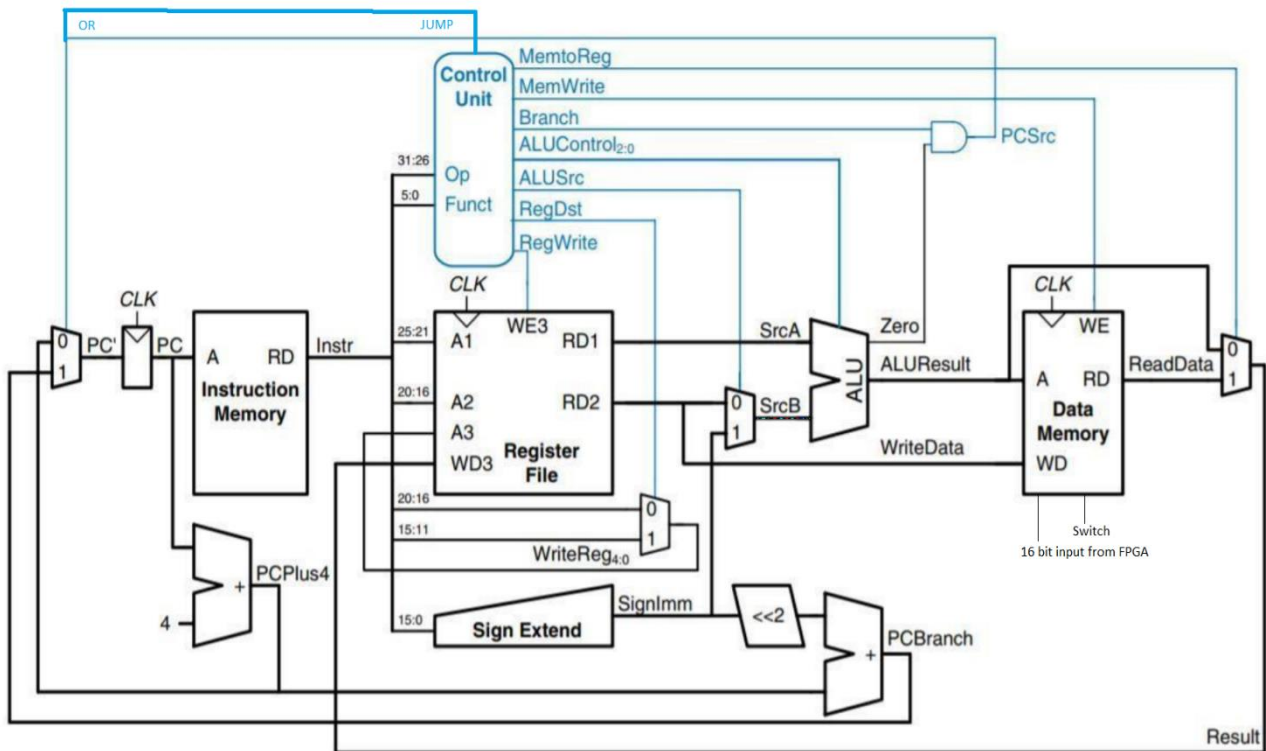 OR
JUMP
Control
Unit
Op
Funct
MemtoReg
MemWrite
Branch
ALUControl2:0
ALUSrc
RegDst
RegWrite
PCSrc
31:26
5:0
CLK
CLK
CLK
0
1
PC'
PC
A
RD
Instruction
Memory
Instr
25:21
20:16
A1
A2
A3
WD3
WE3
RD1
RD2
Register
File
SrcA
0
1
SrcB
ALU
Zero
ALUResult
WriteData
WE
A
RD
Data
Memory
WD
ReadData
0
1
Switch
16 bit input from FPGA
20:16
15:11
0
1
WriteReg4:0
PCPlus4
4
+
15:0
Sign Extend
SignImm
<<2
+
PCBranch
Result